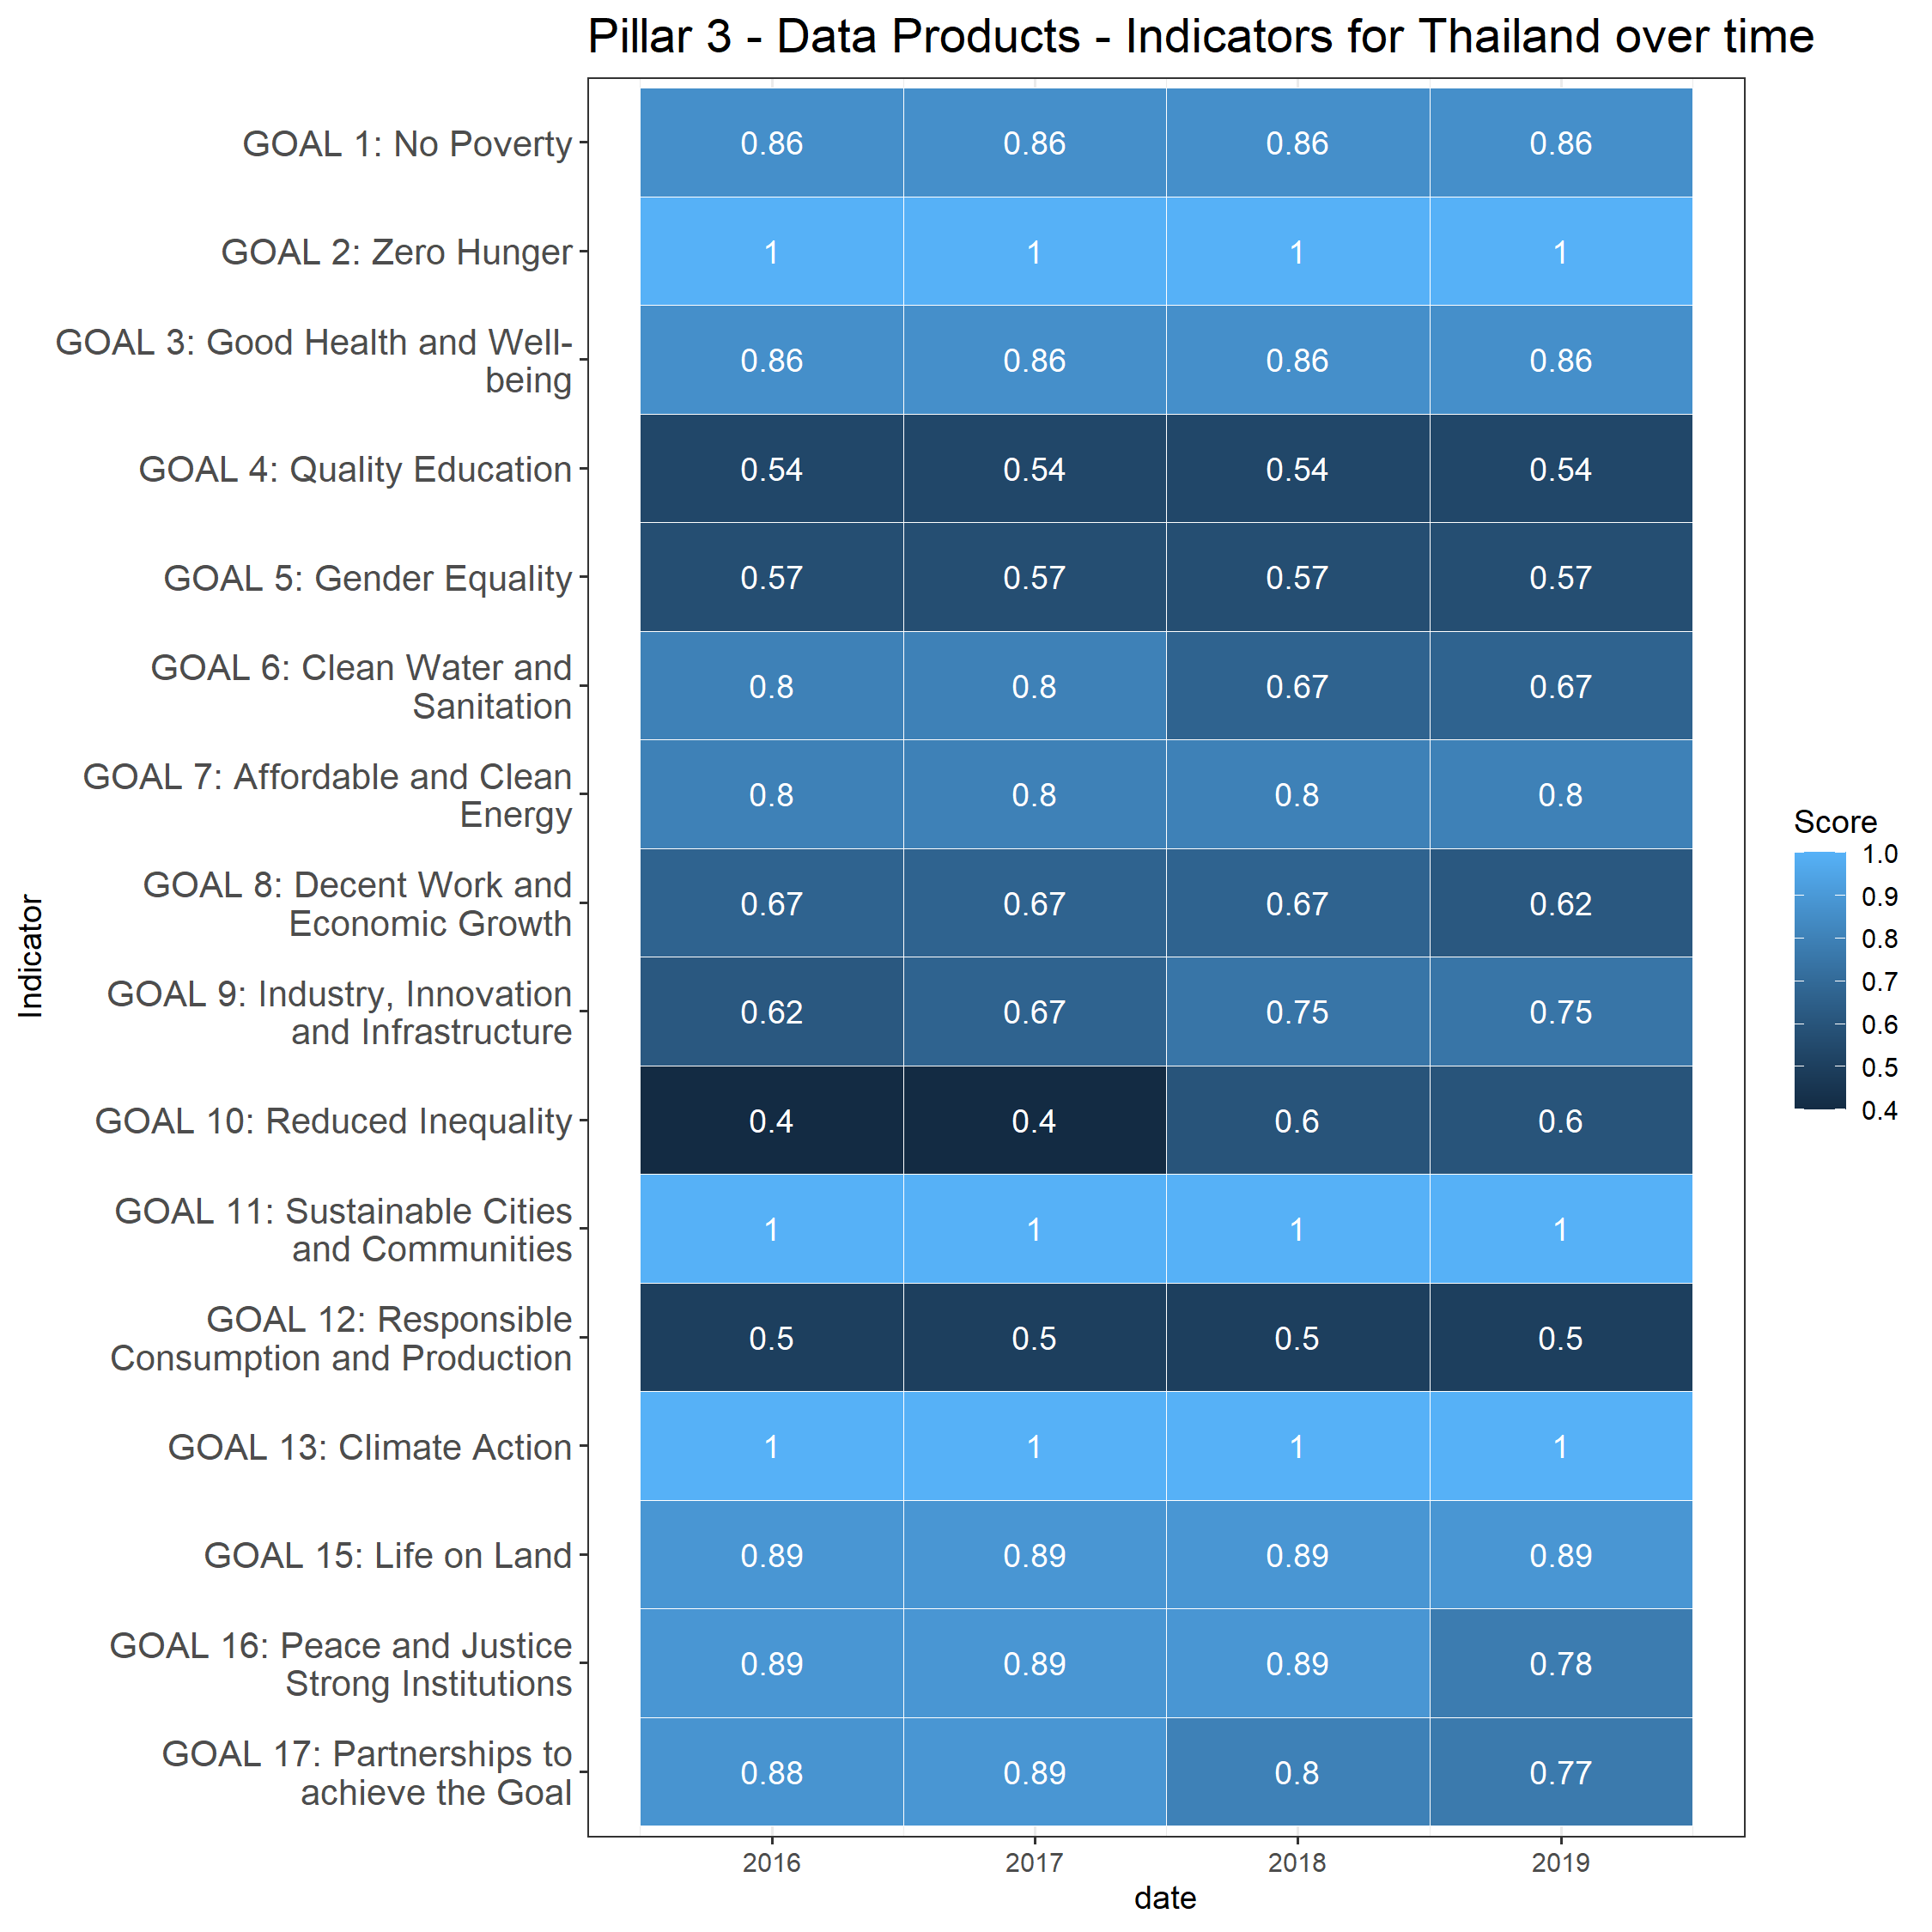 Pillar 3 - Data Products - Indicators for Thailand over time
Indicator
GOAL 1: No Poverty
0.86 0.86 0.86 0.86
GOAL 2: Zero Hunger
1 1 1 1
GOAL 3: Good Health and Well-
being
0.86 0.86 0.86 0.86
GOAL 4: Quality Education
0.54 0.54 0.54 0.54
GOAL 5: Gender Equality
0.57 0.57 0.57 0.57
GOAL 6: Clean Water and
Sanitation
0.8 0.8 0.67 0.67
GOAL 7: Affordable and Clean
Energy
0.8 0.8 0.8 0.8
GOAL 8: Decent Work and
Economic Growth
0.67 0.67 0.67 0.62
GOAL 9: Industry, Innovation
and Infrastructure
0.62 0.67 0.75 0.75
GOAL 10: Reduced Inequality
0.4 0.4 0.6 0.6
GOAL 11: Sustainable Cities
and Communities
1 1 1 1
GOAL 12: Responsible
Consumption and Production
0.5 0.5 0.5 0.5
GOAL 13: Climate Action
1 1 1 1
GOAL 15: Life on Land
0.89 0.89 0.89 0.89
GOAL 16: Peace and Justice
Strong Institutions
0.89 0.89 0.89 0.78
GOAL 17: Partnerships to
achieve the Goal
0.88 0.89 0.8 0.77
2016 2017 2018 2019
date
Score
1.0
0.9
0.8
0.7
0.6
0.5
0.4